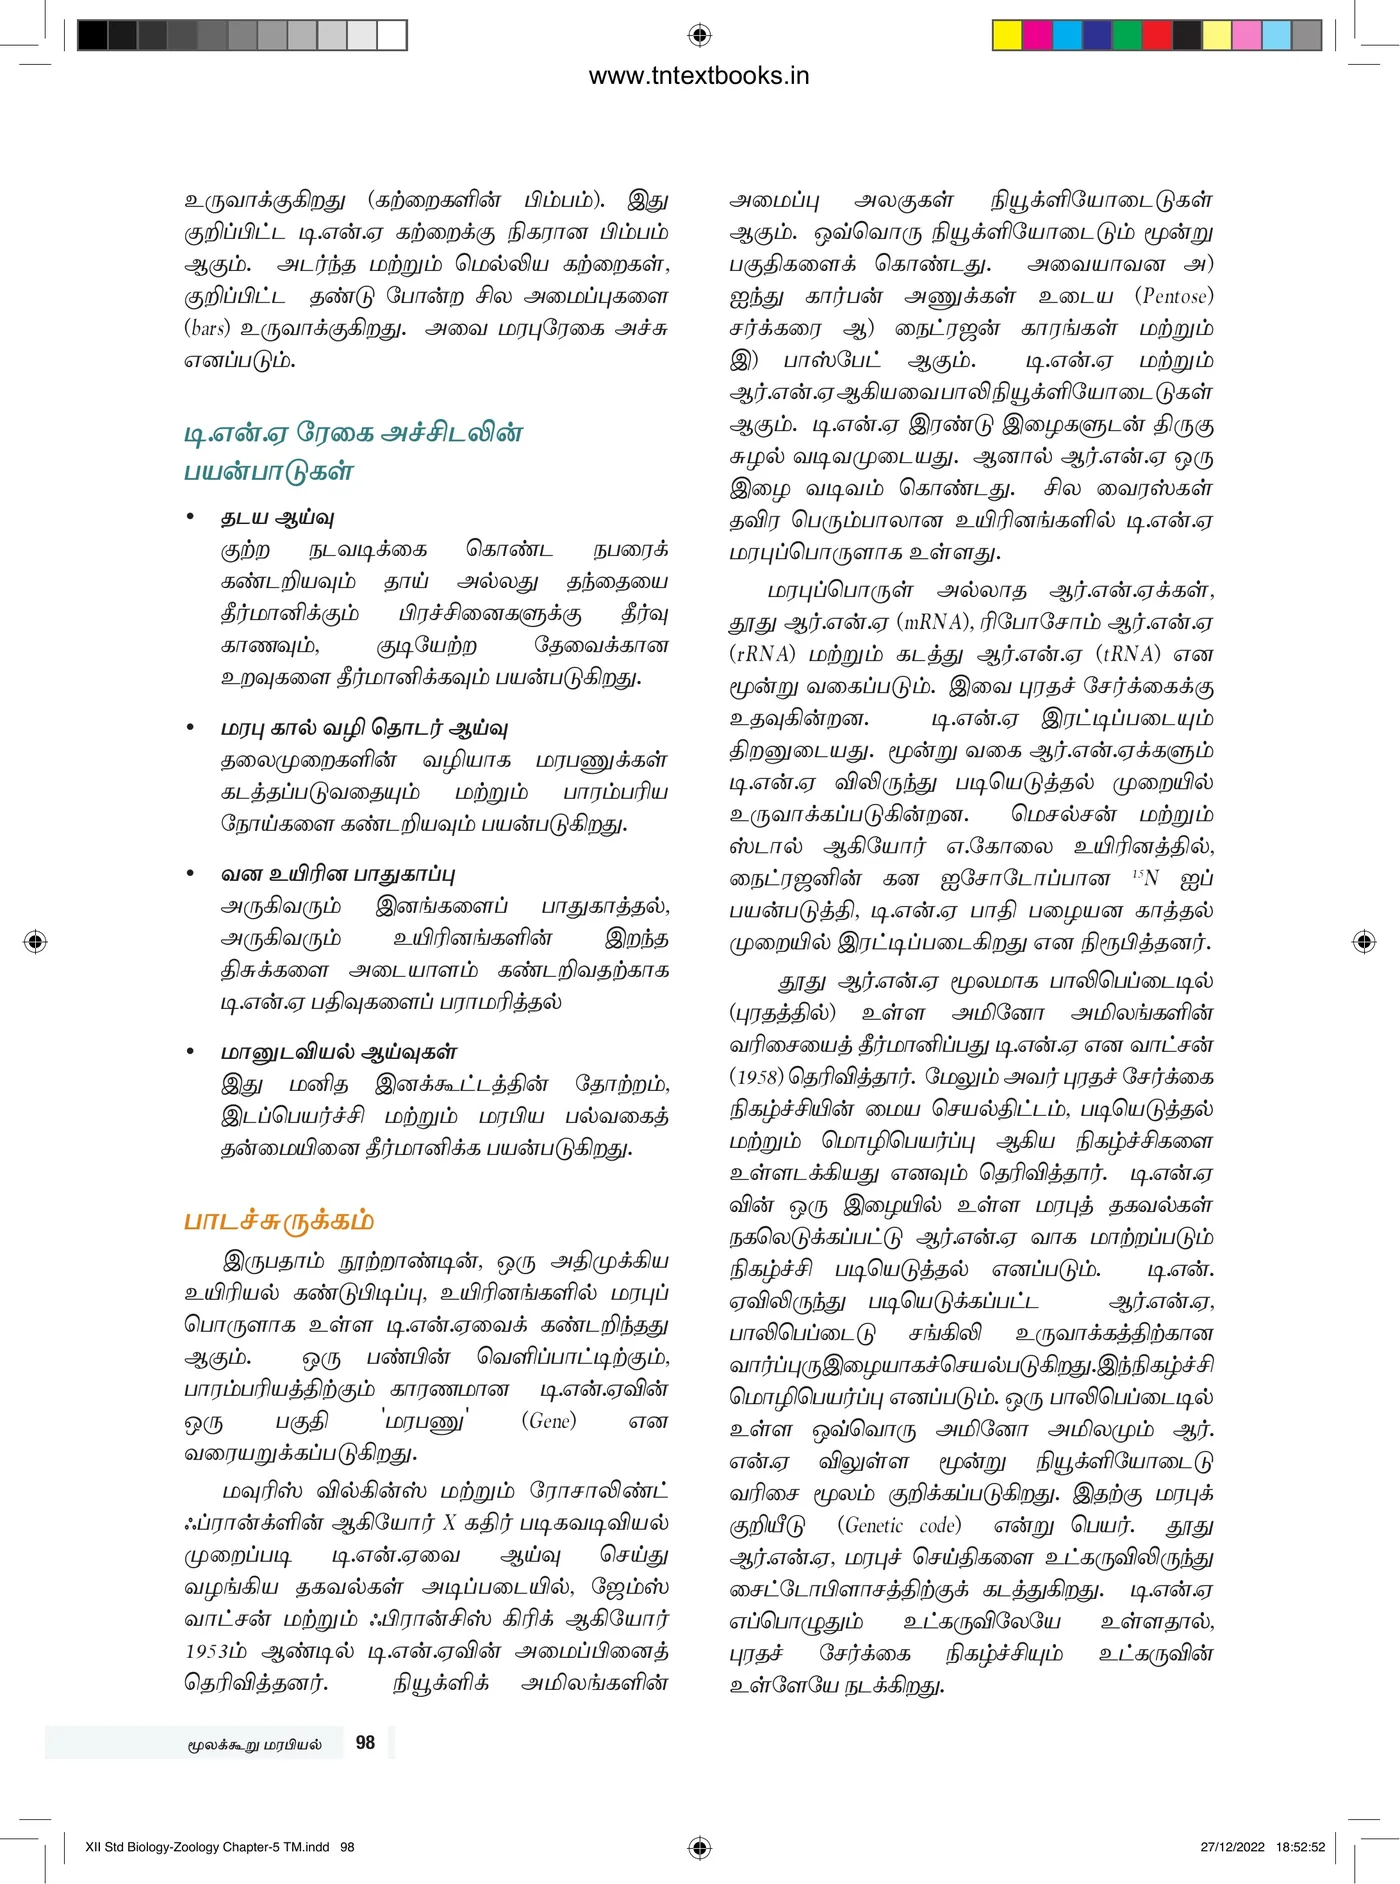 www.tntextbooks.in
உருவாக்குகிறது (கற்றைகளின் பிம்பம்). இது
குறிப்பிட்ட டி.என்.ஏ கற்றைக்கு நிகரான பிம்பம்
ஆகும். அடர்ந்த மற்றும் மெல்லிய கற்றைகள்,
குறிப்பிட்ட தண்டு போன்ற சில அமைப்புகளை
(bars) உருவாக்குகிறது. அவை மரபுரேகை அச்சு
எனப்படும்.
டி.என்.ஏ ரேகை அச்சிடலின்
பயன்பாடுகள்
• தடய ஆய்வு
குற்ற நடவடிக்கை கொண்ட நபரைக்
கண்டறியவும் தாய் அல்லது தந்தையை
தீர்மானிக்கும் பிரச்சினைகளுக்கு தீர்வு
காணவும், குடியேற்ற தேவைக்கான
உறவுகளை தீர்மானிக்கவும் பயன்படுகிறது.
• மரபு கால் வழி தொடர் ஆய்வு
தலைமுறைகளின் வழியாக மரபணுக்கள்
கடத்தப்படுவதையும் மற்றும் பாரம்பரிய
நோய்களை கண்டறியவும் பயன்படுகிறது.
• வன உயிரின பாதுகாப்பு
அருகிவரும் இனங்களைப் பாதுகாத்தல்,
அருகிவரும் உயிரினங்களின் இறந்த
திசுக்களை அடையாளம் கண்டறிவதற்காக
டி.என்.ஏ பதிவுகளைப் பராமரித்தல்
• மானுடவியல் ஆய்வுகள்
இது மனித இனக்கூட்டத்தின் தோற்றம்,
இடப்பெயர்ச்சி மற்றும் மரபிய பல்வகைத்
தன்மையினை தீர்மானிக்க பயன்படுகிறது.
பாடச்சுருக்கம்
இருபதாம் நூற்றாண்டின், ஒரு அதிமுக்கிய
உயிரியல் கண்டுபிடிப்பு, உயிரினங்களில் மரபுப்
பொருளாக உள்ள டி.என்.ஏவைக் கண்டறிந்தது
ஆகும். ஒரு பண்பின் வெளிப்பாட்டிற்கும்,
பாரம்பரியத்திற்கும் காரணமான டி.என்.ஏவின்
ஒரு பகுதி 'மரபணு' (Gene) என
வரையறுக்கப்படுகிறது.
மவுரிஸ் வில்கின்ஸ் மற்றும் ரோசாலிண்ட்
ஃப்ரான்க்ளின் ஆகியோர் X கதிர் படிகவடிவியல்
முறைப்படி டி.என்.ஏவை ஆய்வு செய்து
வழங்கிய தகவல்கள் அடிப்படையில், ஜேம்ஸ்
வாட்சன் மற்றும் ஃபிரான்சிஸ் கிரிக் ஆகியோர்
1953ம் ஆண்டில் டி.என்.ஏவின் அமைப்பினைத்
தெரிவித்தனர். நியூக்ளிக் அமிலங்களின்
அமைப்பு அலகுகள் நியூக்ளியோடைடுகள்
ஆகும். ஒவ்வொரு நியூக்ளியோடைடும் மூன்று
பகுதிகளைக் கொண்டது. அவையாவன அ)
ஐந்து கார்பன் அணுக்கள் உடைய (Pentose)
சர்க்கரை ஆ) நைட்ரஜன் காரங்கள் மற்றும்
இ) பாஸ்பேட் ஆகும். டி.என்.ஏ மற்றும்
ஆர்.என்.ஏஆகியவைபாலிநியூக்ளியோடைடுகள்
ஆகும். டி.என்.ஏ இரண்டு இழைகளுடன் திருகு
சுழல் வடிவமுடையது. ஆனால் ஆர்.என்.ஏ ஒரு
இழை வடிவம் கொண்டது. சில வைரஸ்கள்
தவிர பெரும்பாலான உயிரினங்களில் டி.என்.ஏ
மரபுப்பொருளாக உள்ளது.
மரபுப்பொருள் அல்லாத ஆர்.என்.ஏக்கள்,
தூது ஆர்.என்.ஏ (mRNA), ரிபோசோம் ஆர்.என்.ஏ
(rRNA) மற்றும் கடத்து ஆர்.என்.ஏ (tRNA) என
மூன்று வகைப்படும். இவை புரதச் சேர்க்கைக்கு
உதவுகின்றன. டி.என்.ஏ இரட்டிப்படையும்
திறனுடையது. மூன்று வகை ஆர்.என்.ஏக்களும்
டி.என்.ஏ விலிருந்து படியெடுத்தல் முறையில்
உருவாக்கப்படுகின்றன. மெசல்சன் மற்றும்
ஸ்டால் ஆகியோர் எ.கோலை உயிரினத்தில்,
நைட்ரஜனின் கன ஐசோடோப்பான ¹⁵N ஐப்
பயன்படுத்தி, டி.என்.ஏ பாதி பழையன காத்தல்
முறையில் இரட்டிப்படைகிறது என நிரூபித்தனர்.
தூது ஆர்.என்.ஏ மூலமாக பாலிபெப்டைடில்
(புரதத்தில்) உள்ள அமினோ அமிலங்களின்
வரிசையைத் தீர்மானிப்பது டி.என்.ஏ என வாட்சன்
(1958) தெரிவித்தார். மேலும் அவர் புரதச் சேர்க்கை
நிகழ்ச்சியின் மைய செயல்திட்டம், படியெடுத்தல்
மற்றும் மொழிபெயர்ப்பு ஆகிய நிகழ்ச்சிகளை
உள்ளடக்கியது எனவும் தெரிவித்தார். டி.என்.ஏ
வின் ஒரு இழையில் உள்ள மரபுத் தகவல்கள்
நகலெடுக்கப்பட்டு ஆர்.என்.ஏ வாக மாற்றப்படும்
நிகழ்ச்சி படியெடுத்தல் எனப்படும். டி.என்.
ஏவிலிருந்து படியெடுக்கப்பட்ட ஆர்.என்.ஏ,
பாலிபெப்டைடு சங்கிலி உருவாக்கத்திற்கான
வார்ப்புருஇழையாகச்செயல்படுகிறது.இந்நிகழ்ச்சி
மொழிபெயர்ப்பு எனப்படும். ஒரு பாலிபெப்டைடில்
உள்ள ஒவ்வொரு அமினோ அமிலமும் ஆர்.
என்.ஏ விலுள்ள மூன்று நியூக்ளியோடைடு
வரிசை மூலம் குறிக்கப்படுகிறது. இதற்கு மரபுக்
குறியீடு (Genetic code) என்று பெயர். தூது
ஆர்.என்.ஏ, மரபுச் செய்திகளை உட்கருவிலிருந்து
சைட்டோபிளாசத்திற்குக் கடத்துகிறது. டி.என்.ஏ
எப்பொழுதும் உட்கருவிலேயே உள்ளதால்,
புரதச் சேர்க்கை நிகழ்ச்சியும் உட்கருவின்
உள்ளேயே நடக்கிறது.
மூலக்கூறு மரபியல் 98
XII Std Biology-Zoology Chapter-5 TM.indd 98
27/12/2022 18:52:52